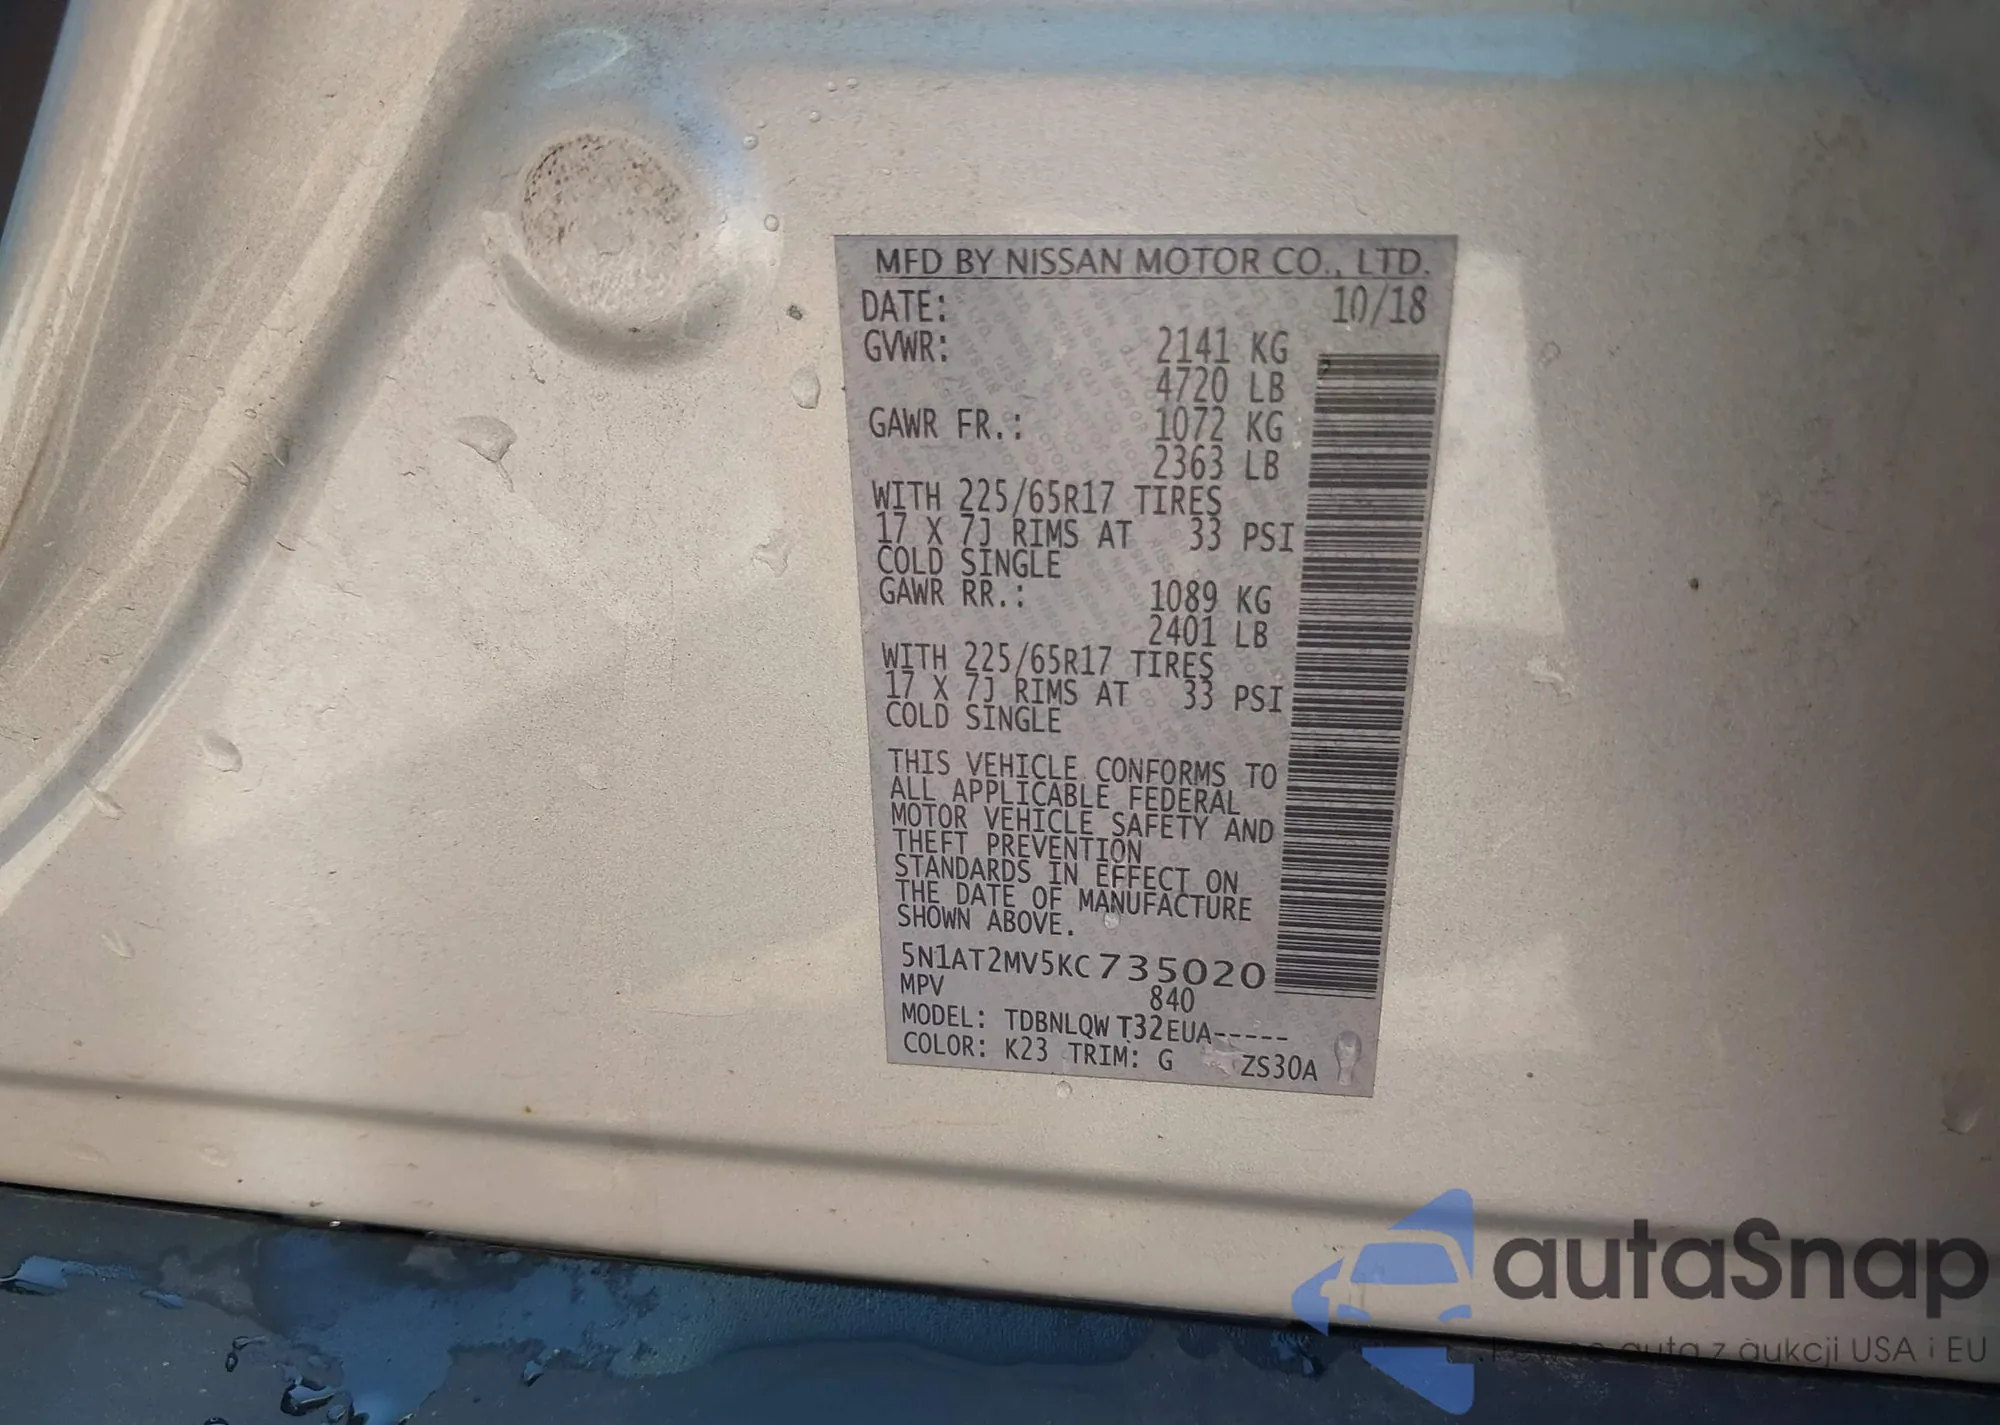 MFD BY NISSAN MOTOR CO., LTD.
DATE: 10/18
GVWR: 2141 KG
4720 LB
GAWR FR.: 1072 KG
2363 LB
WITH 225/65R17 TIRES
17 X 7J RIMS AT 33 PSI
COLD SINGLE
GAWR RR.: 1089 KG
2401 LB
WITH 225/65R17 TIRES
17 X 7J RIMS AT 33 PSI
COLD SINGLE
THIS VEHICLE CONFORMS TO
ALL APPLICABLE FEDERAL
MOTOR VEHICLE SAFETY AND
THEFT PREVENTION
STANDARDS IN EFFECT ON
THE DATE OF MANUFACTURE
SHOWN ABOVE.
5N1AT2MV5KC735020
MPV 840
MODEL: TDBNLQW T32EUA-----
COLOR: K23 TRIM: G ZS30A
autaSnap
auta z aukcji USA i EU